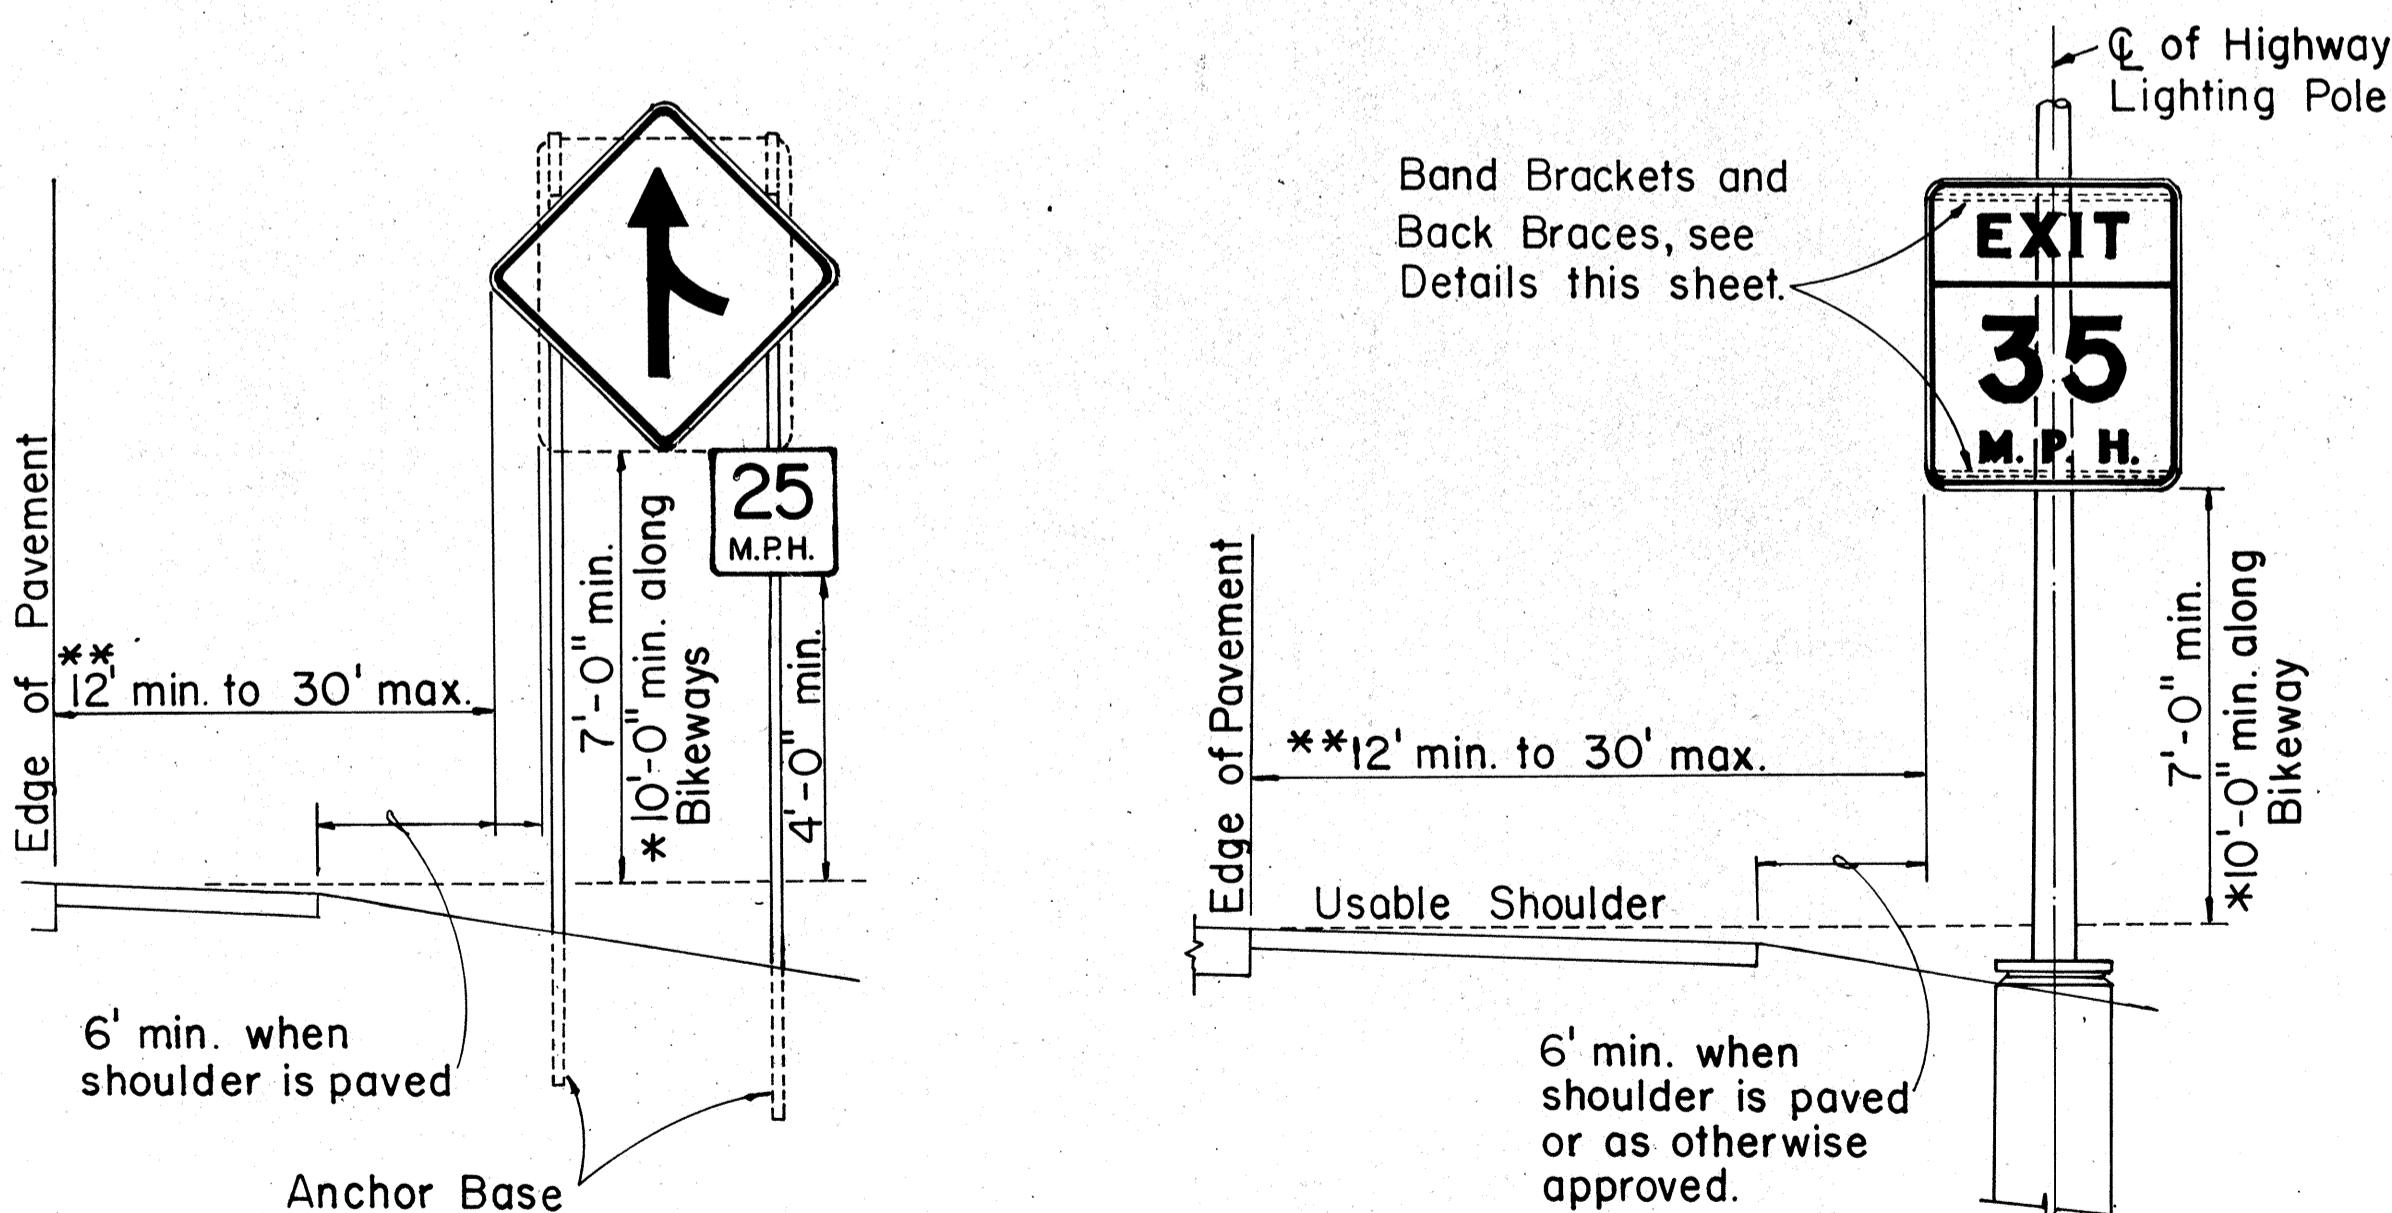 Edge of Pavement
**
12' min. to 30' max.
6' min. when
shoulder is paved
Anchor Base
7'-0" min.
*10'-0" min. along
Bikeways
25
M.P.H.
4'-0" min.
℄ of Highway
Lighting Pole
Band Brackets and
Back Braces, see
Details this sheet.
EXIT
35
M. P. H.
Edge of Pavement
**12' min. to 30' max.
Usable Shoulder
6' min. when
shoulder is paved
or as otherwise
approved.
7'-0" min.
*10'-0" min. along
Bikeway